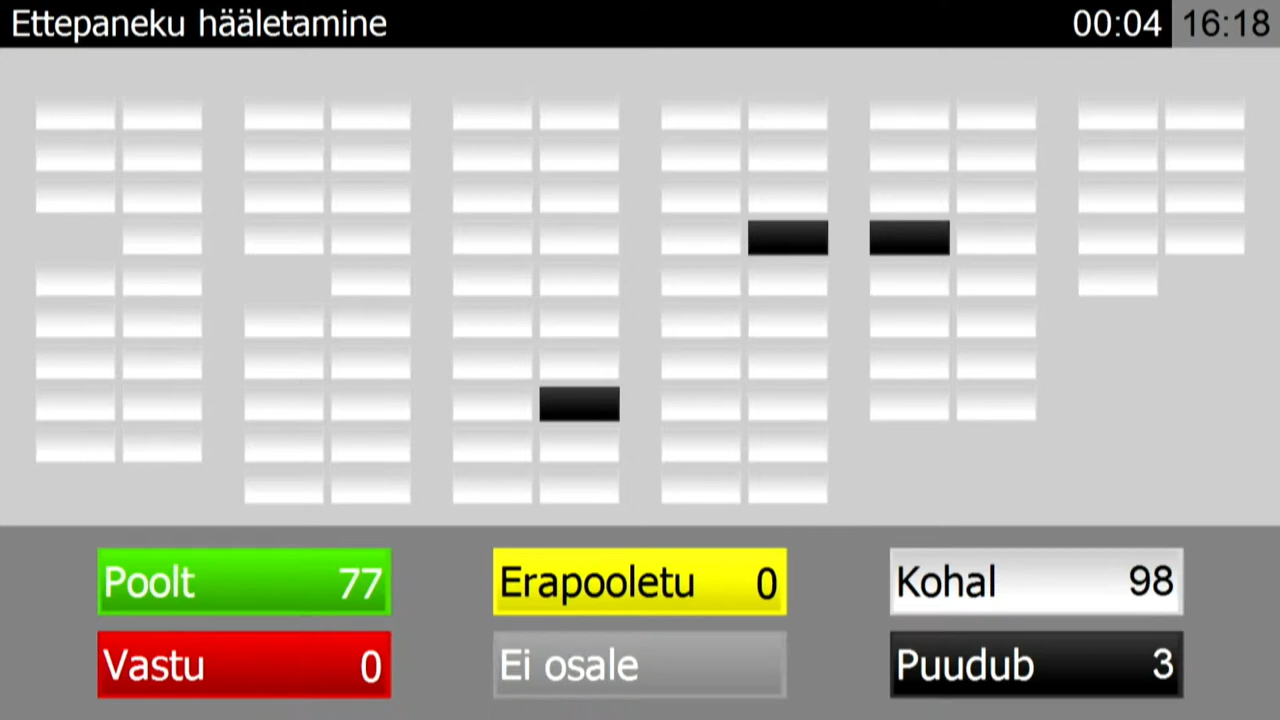 Ettepaneku hääletamine 00:04 16:18
Poolt 77 Erapooletu 0 Kohal 98
Vastu 0 Ei osale Puudub 3